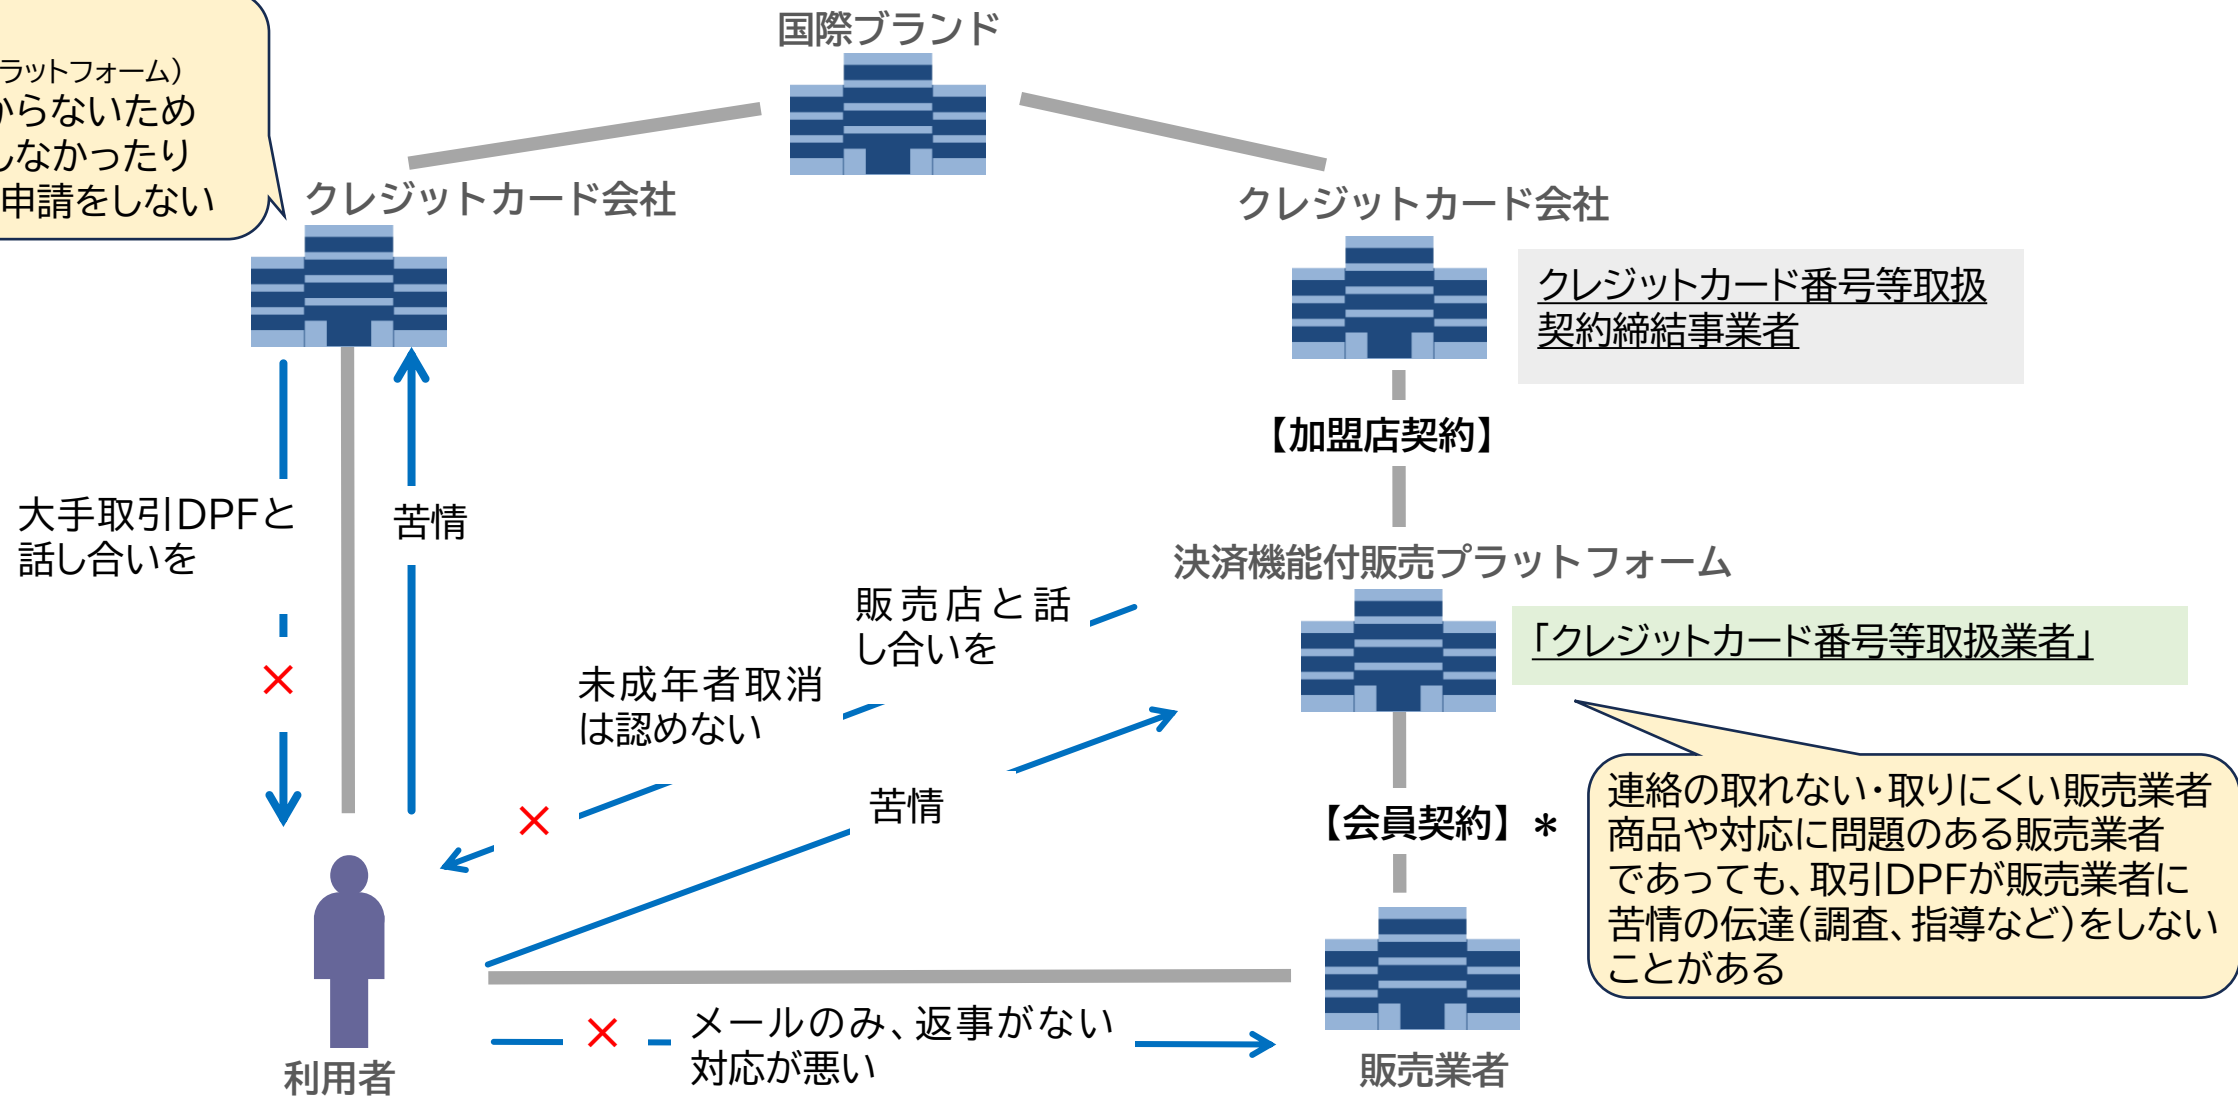 国際ブランド
ラットフォーム）
からないため
しなかったり
申請をしない
クレジットカード会社
クレジットカード会社
クレジットカード番号等取扱
契約締結事業者
【加盟店契約】
大手取引DPFと
話し合いを
苦情
決済機能付販売プラットフォーム
「クレジットカード番号等取扱業者」
販売店と話
し合いを
未成年者取消
は認めない
苦情
【会員契約】＊
連絡の取れない・取りにくい販売業者
商品や対応に問題のある販売業者
であっても、取引DPFが販売業者に
苦情の伝達（調査、指導など）をしない
ことがある
メールのみ、返事がない
対応が悪い
利用者
販売業者